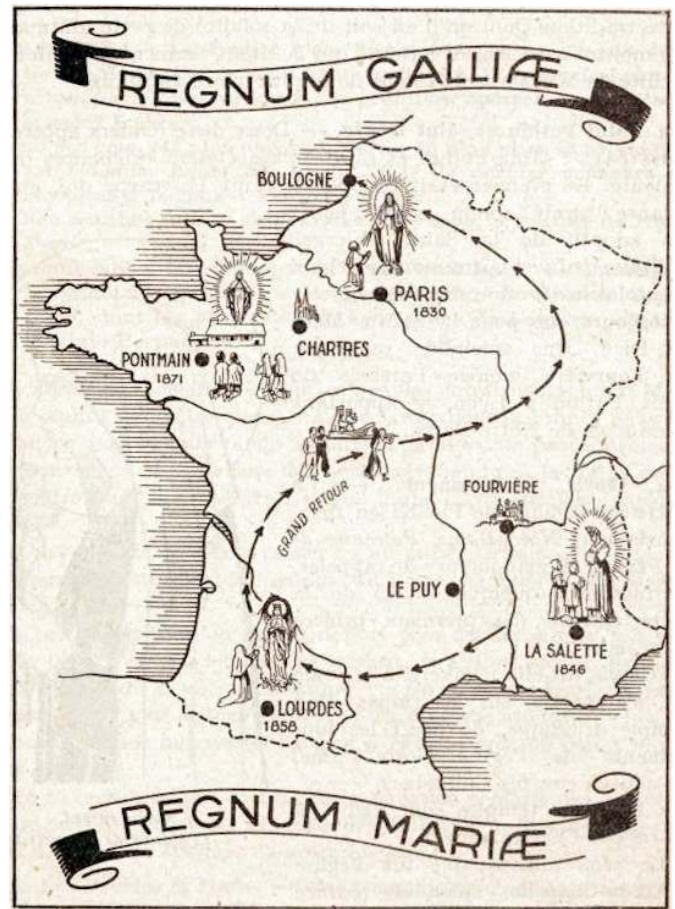 REGNUM GALLIÆ
BOULOGNE
PARIS
1830
CHARTRES
PONTMAIN
1871
GRAND RETOUR
FOURVIÈRE
LE PUY
LA SALETTE
1846
LOURDES
1858
REGNUM MARIÆ